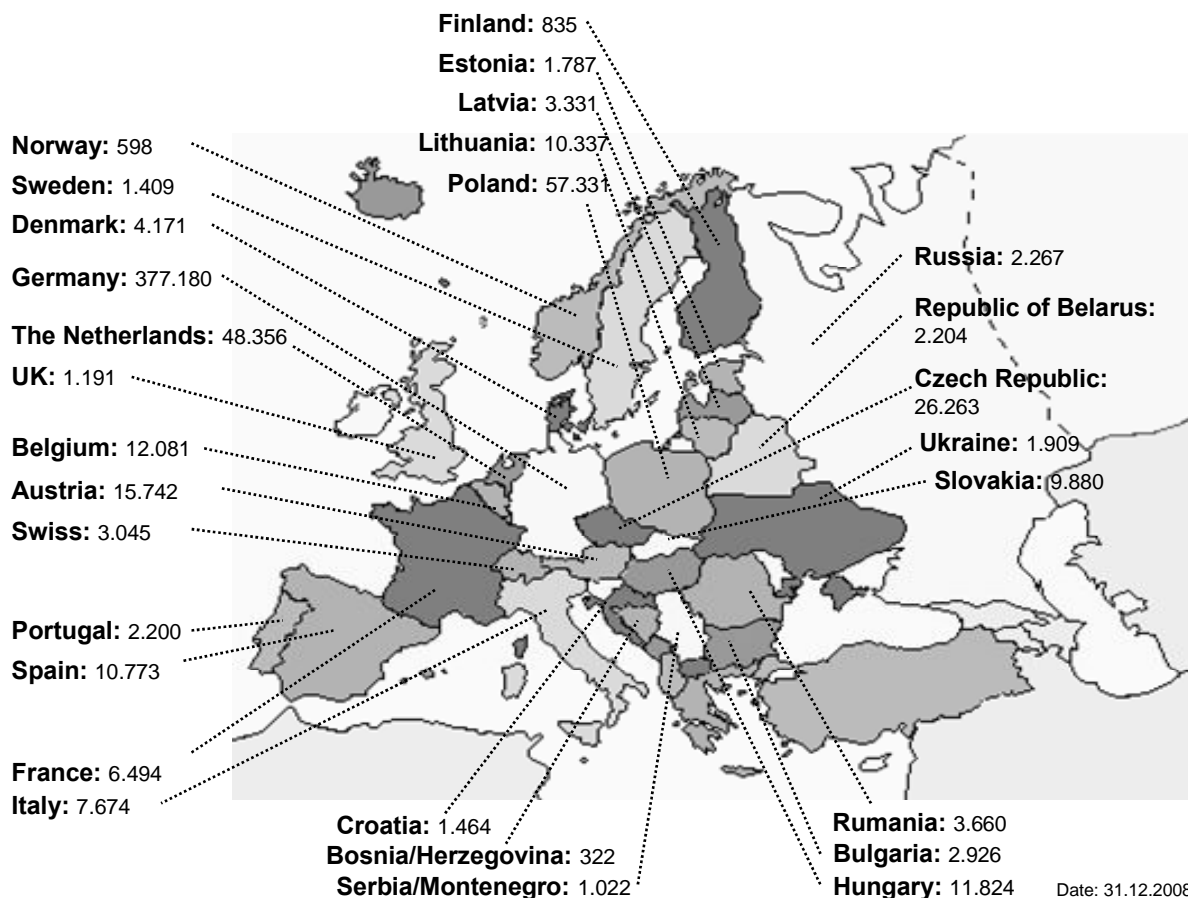 Finland: 835
Estonia: 1.787
Latvia: 3.331
Lithuania: 10.337
Poland: 57.331
Norway: 598
Sweden: 1.409
Denmark: 4.171
Germany: 377.180
The Netherlands: 48.356
UK: 1.191
Belgium: 12.081
Austria: 15.742
Swiss: 3.045
Portugal: 2.200
Spain: 10.773
France: 6.494
Italy: 7.674
Russia: 2.267
Republic of Belarus:
2.204
Czech Republic:
26.263
Ukraine: 1.909
Slovakia: 9.880
Croatia: 1.464
Bosnia/Herzegovina: 322
Serbia/Montenegro: 1.022
Rumania: 3.660
Bulgaria: 2.926
Hungary: 11.824
Date: 31.12.2008